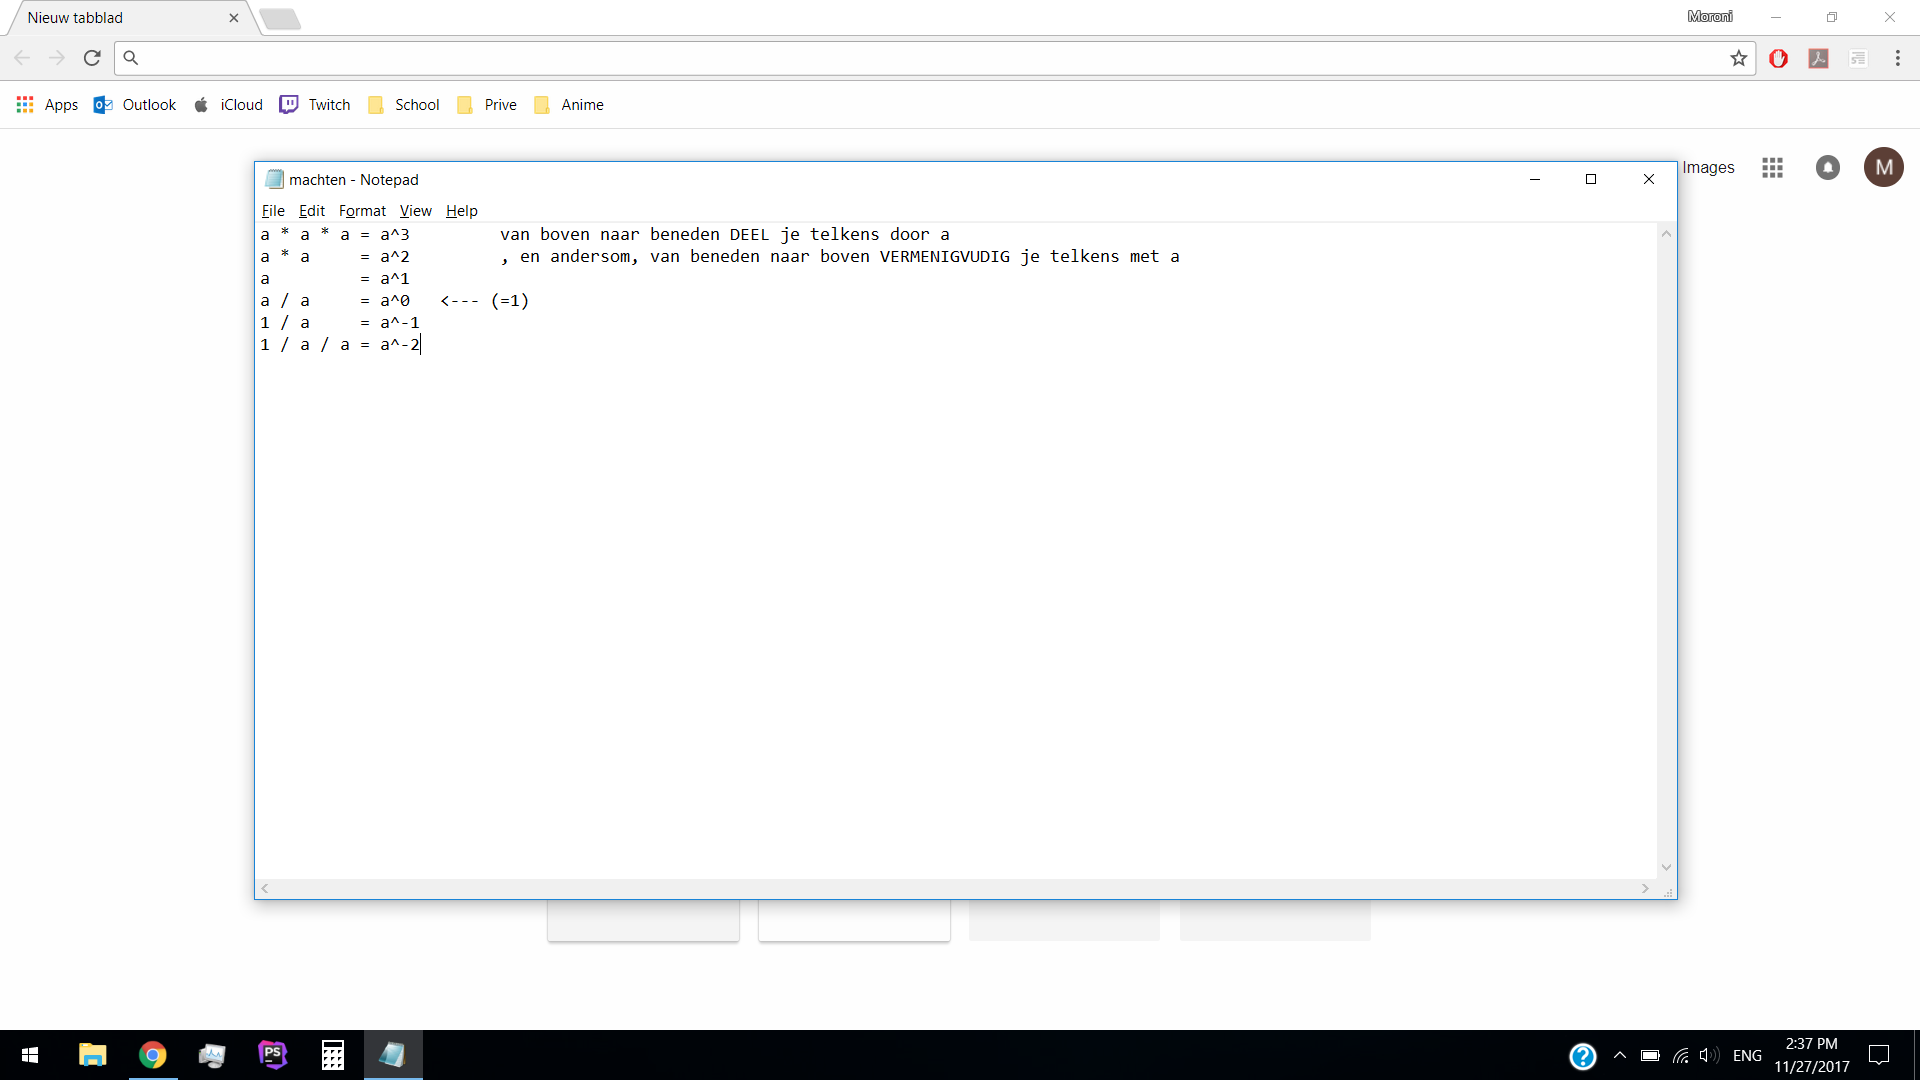 Nieuw tabblad
Moroni
Apps Outlook iCloud Twitch School Prive Anime
Images
M
machten - Notepad
File Edit Format View Help
a * a * a = a^3 van boven naar beneden DEEL je telkens door a
a * a = a^2 , en andersom, van beneden naar boven VERMENIGVUDIG je telkens met a
a = a^1
a / a = a^0 <--- (=1)
1 / a = a^-1
1 / a / a = a^-2
PS
ENG
2:37 PM
11/27/2017